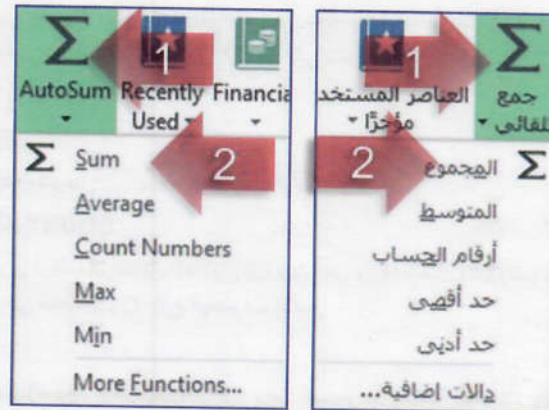 1
AutoSum
Recently Used
Financia
2
Sum
Average
Count Numbers
Max
Min
More Functions...
1
جمع
تلقائي
العناصر المستخد
مؤخرًا
2
المجموع
المتوسط
أرقام الحساب
حد أقصى
حد أدنى
دالات إضافية...